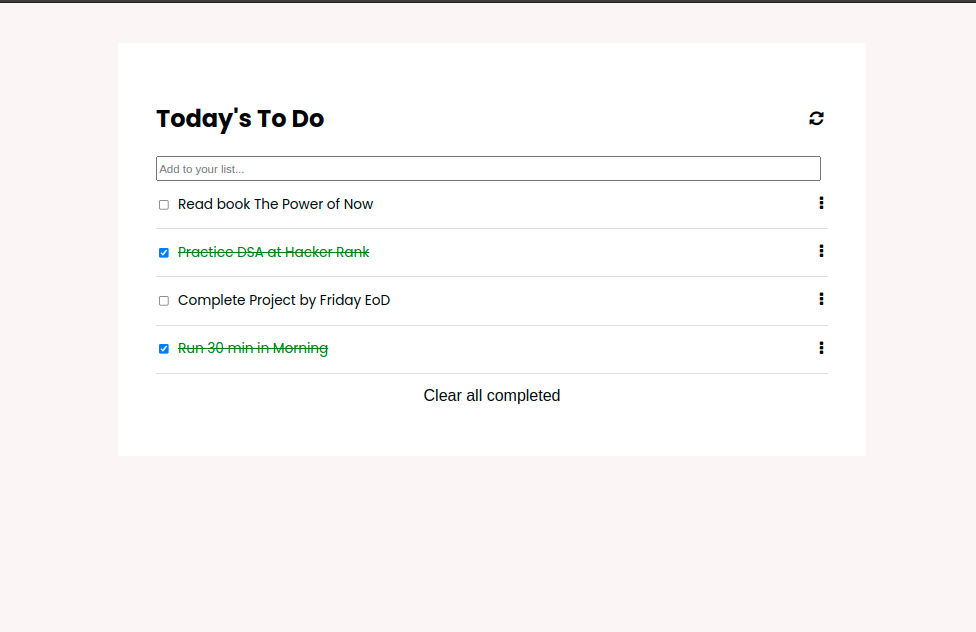 Today's To Do
Add to your list...
Read book The Power of Now
Practice DSA at Hacker Rank
Complete Project by Friday EoD
Run 30 min in Morning
Clear all completed